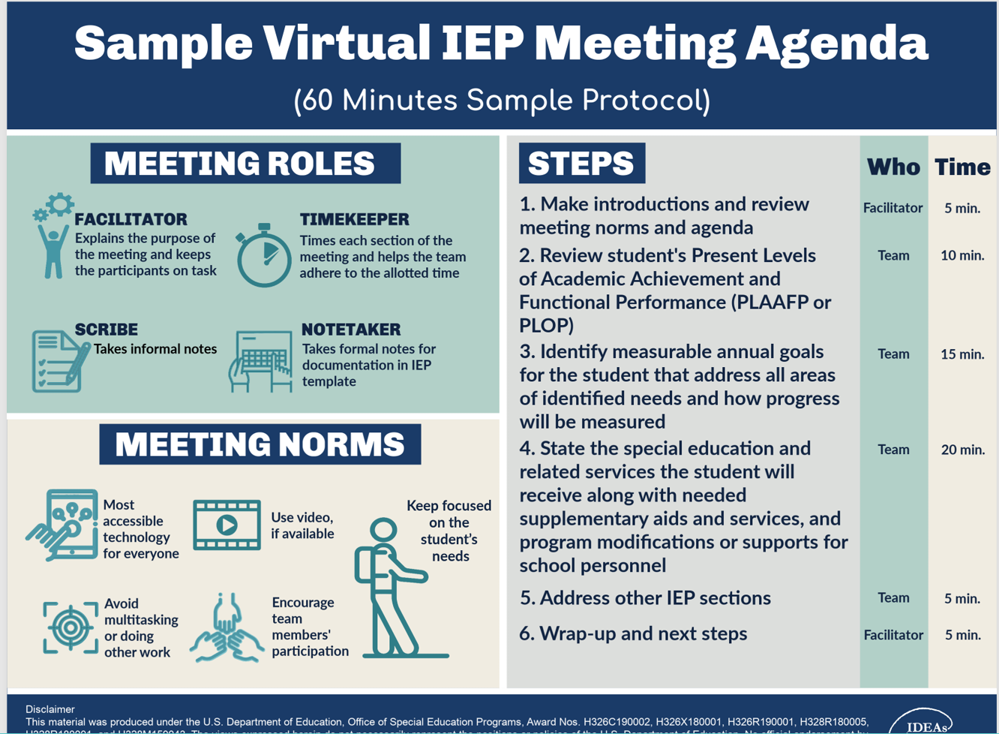 Sample Virtual IEP Meeting Agenda
(60 Minutes Sample Protocol)
MEETING ROLES
FACILITATOR
Explains the purpose of
the meeting and keeps
the participants on task
TIMEKEEPER
Times each section of the
meeting and helps the team
adhere to the allotted time
SCRIBE
Takes informal notes
NOTETAKER
Takes formal notes for
documentation in IEP
template
MEETING NORMS
Most
accessible
technology
for everyone
Use video,
if available
Keep focused
on the
student's
needs
Avoid
multitasking
or doing
other work
Encourage
team
members'
participation
STEPS
Who
Time
1. Make introductions and review
meeting norms and agenda
Facilitator
5 min.
2. Review student's Present Levels
of Academic Achievement and
Functional Performance (PLAAFP or
PLOP)
Team
10 min.
3. Identify measurable annual goals
for the student that address all areas
of identified needs and how progress
will be measured
Team
15 min.
4. State the special education and
related services the student will
receive along with needed
supplementary aids and services, and
program modifications or supports for
school personnel
Team
20 min.
5. Address other IEP sections
Team
5 min.
6. Wrap-up and next steps
Facilitator
5 min.
Disclaimer
This material was produced under the U.S. Department of Education, Office of Special Education Programs, Award Nos. H326C190002, H326X180001, H326R190001, H328R180005,
IDEAs